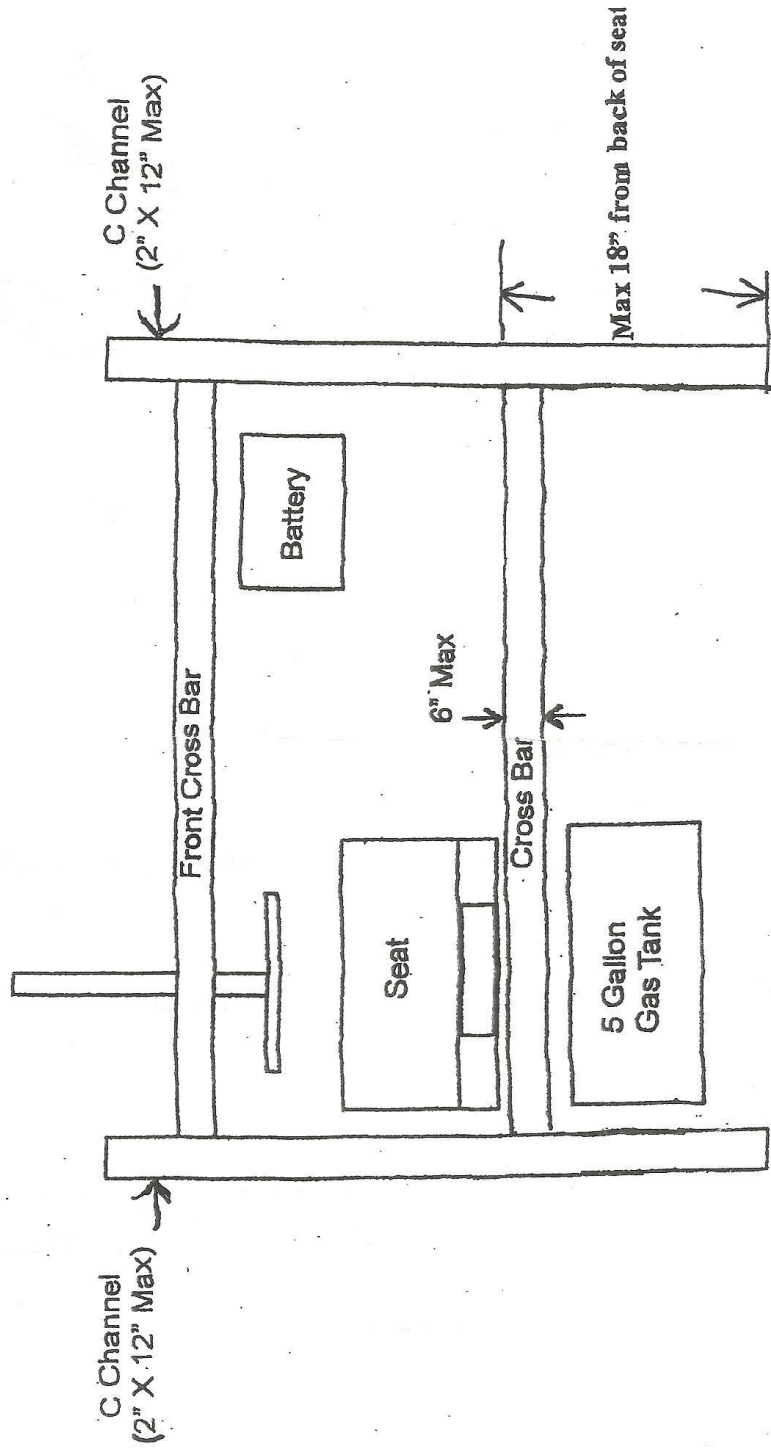 C Channel
(2" X 12" Max)
C Channel
(2" X 12" Max)
Front Cross Bar
Battery
Seat
6" Max
Cross Bar
5 Gallon
Gas Tank
Max 18” from back of seat